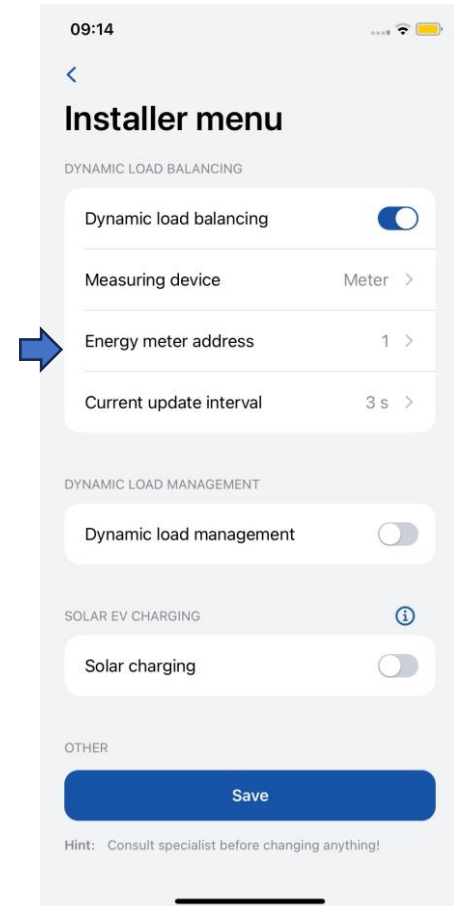 09:14
Installer menu
DYNAMIC LOAD BALANCING
Dynamic load balancing
Measuring device Meter
Energy meter address 1
Current update interval 3 s
DYNAMIC LOAD MANAGEMENT
Dynamic load management
SOLAR EV CHARGING
Solar charging
OTHER
Save
Hint: Consult specialist before changing anything!